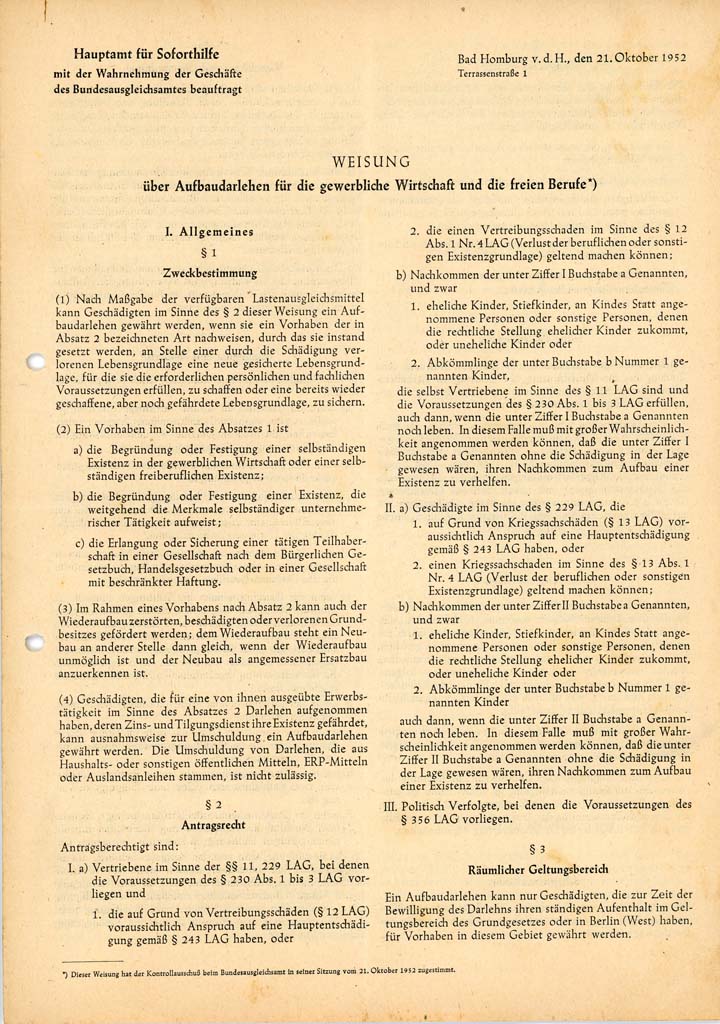 Hauptamt für Soforthilfe
mit der Wahrnehmung der Geschäfte
des Bundesausgleichsamtes beauftragt
Bad Homburg v. d. H., den 21. Oktober 1952
Terrassenstraße 1
WEISUNG
über Aufbaudarlehen für die gewerbliche Wirtschaft und die freien Berufe*)
I. Allgemeines
§ 1
Zweckbestimmung
(1) Nach Maßgabe der verfügbaren Lastenausgleichsmittel
kann Geschädigten im Sinne des § 2 dieser Weisung ein Auf-
baudarlehen gewährt werden, wenn sie ein Vorhaben der in
Absatz 2 bezeichneten Art nachweisen, durch das sie instand
gesetzt werden, an Stelle einer durch die Schädigung ver-
lorenen Lebensgrundlage eine neue gesicherte Lebensgrund-
lage, für die sie die erforderlichen persönlichen und fachlichen
Voraussetzungen erfüllen, zu schaffen oder eine bereits wieder
geschaffene, aber noch gefährdete Lebensgrundlage, zu sichern.
(2) Ein Vorhaben im Sinne des Absatzes 1 ist
a) die Begründung oder Festigung einer selbständigen
Existenz in der gewerblichen Wirtschaft oder einer selb-
ständigen freiberuflichen Existenz;
b) die Begründung oder Festigung einer Existenz, die
weitgehend die Merkmale selbständiger unternehme-
rischer Tätigkeit aufweist;
c) die Erlangung oder Sicherung einer tätigen Teilhaber-
schaft in einer Gesellschaft nach dem Bürgerlichen Ge-
setzbuch, Handelsgesetzbuch oder in einer Gesellschaft
mit beschränkter Haftung.
(3) Im Rahmen eines Vorhabens nach Absatz 2 kann auch der
Wiederaufbau zerstörten, beschädigten oder verlorenen Grund-
besitzes gefördert werden; dem Wiederaufbau steht ein Neu-
bau an anderer Stelle dann gleich, wenn der Wiederaufbau
unmöglich ist und der Neubau als angemessener Ersatzbau
anzuerkennen ist.
(4) Geschädigten, die für eine von ihnen ausgeübte Erwerbs-
tätigkeit im Sinne des Absatzes 2 Darlehen aufgenommen
haben, deren Zins- und Tilgungsdienst ihre Existenz gefährdet,
kann ausnahmsweise zur Umschuldung ein Aufbaudarlehen
gewährt werden. Die Umschuldung von Darlehen, die aus
Haushalts- oder sonstigen öffentlichen Mitteln, ERP-Mitteln
oder Auslandsanleihen stammen, ist nicht zulässig.
§ 2
Antragsrecht
Antragsberechtigt sind:
I. a) Vertriebene im Sinne der §§ 11, 229 LAG, bei denen
die Voraussetzungen des § 230 Abs. 1 bis 3 LAG vor-
liegen und
1. die auf Grund von Vertreibungsschäden (§ 12 LAG)
voraussichtlich Anspruch auf eine Hauptentschädi-
gung gemäß § 243 LAG haben, oder
2. die einen Vertreibungsschaden im Sinne des § 12
Abs. 1 Nr. 4 LAG (Verlust der beruflichen oder sonsti-
gen Existenzgrundlage) geltend machen können;
b) Nachkommen der unter Ziffer I Buchstabe a Genannten,
und zwar
1. eheliche Kinder, Stiefkinder, an Kindes Statt ange-
nommene Personen oder sonstige Personen, denen
die rechtliche Stellung ehelicher Kinder zukommt,
oder uneheliche Kinder oder
2. Abkömmlinge der unter Buchstabe b Nummer 1 ge-
nannten Kinder,
die selbst Vertriebene im Sinne des § 11 LAG sind und
die Voraussetzungen des § 230 Abs. 1 bis 3 LAG erfüllen,
auch dann, wenn die unter Ziffer I Buchstabe a Genannten
noch leben. In diesem Falle muß mit großer Wahrscheinlich-
keit angenommen werden können, daß die unter Ziffer I
Buchstabe a Genannten ohne die Schädigung in der Lage
gewesen wären, ihren Nachkommen zum Aufbau einer
Existenz zu verhelfen.
II. a) Geschädigte im Sinne des § 229 LAG, die
1. auf Grund von Kriegssachschäden (§ 13 LAG) vor-
aussichtlich Anspruch auf eine Hauptentschädigung
gemäß § 243 LAG haben, oder
2. einen Kriegssachschaden im Sinne des § 13 Abs. 1
Nr. 4 LAG (Verlust der beruflichen oder sonstigen
Existenzgrundlage) geltend machen können;
b) Nachkommen der unter Ziffer II Buchstabe a Genannten,
und zwar
1. eheliche Kinder, Stiefkinder, an Kindes Statt ange-
nommene Personen oder sonstige Personen, denen
die rechtliche Stellung ehelicher Kinder zukommt,
oder uneheliche Kinder oder
2. Abkömmlinge der unter Buchstabe b Nummer 1 ge-
nannten Kinder
auch dann, wenn die unter Ziffer II Buchstabe a Genann-
ten noch leben. In diesem Falle muß mit großer Wahr-
scheinlichkeit angenommen werden können, daß die unter
Ziffer II Buchstabe a Genannten ohne die Schädigung in
der Lage gewesen wären, ihren Nachkommen zum Aufbau
einer Existenz zu verhelfen.
III. Politisch Verfolgte, bei denen die Voraussetzungen des
§ 356 LAG vorliegen.
§ 3
Räumlicher Geltungsbereich
Ein Aufbaudarlehen kann nur Geschädigten, die zur Zeit der
Bewilligung des Darlehns ihren ständigen Aufenthalt im Gel-
tungsbereich des Grundgesetzes oder in Berlin (West) haben,
für Vorhaben in diesem Gebiet gewährt werden.
*) Dieser Weisung hat der Kontrollausschuß beim Bundesausgleichsamt in seiner Sitzung vom 21. Oktober 1952 zugestimmt.